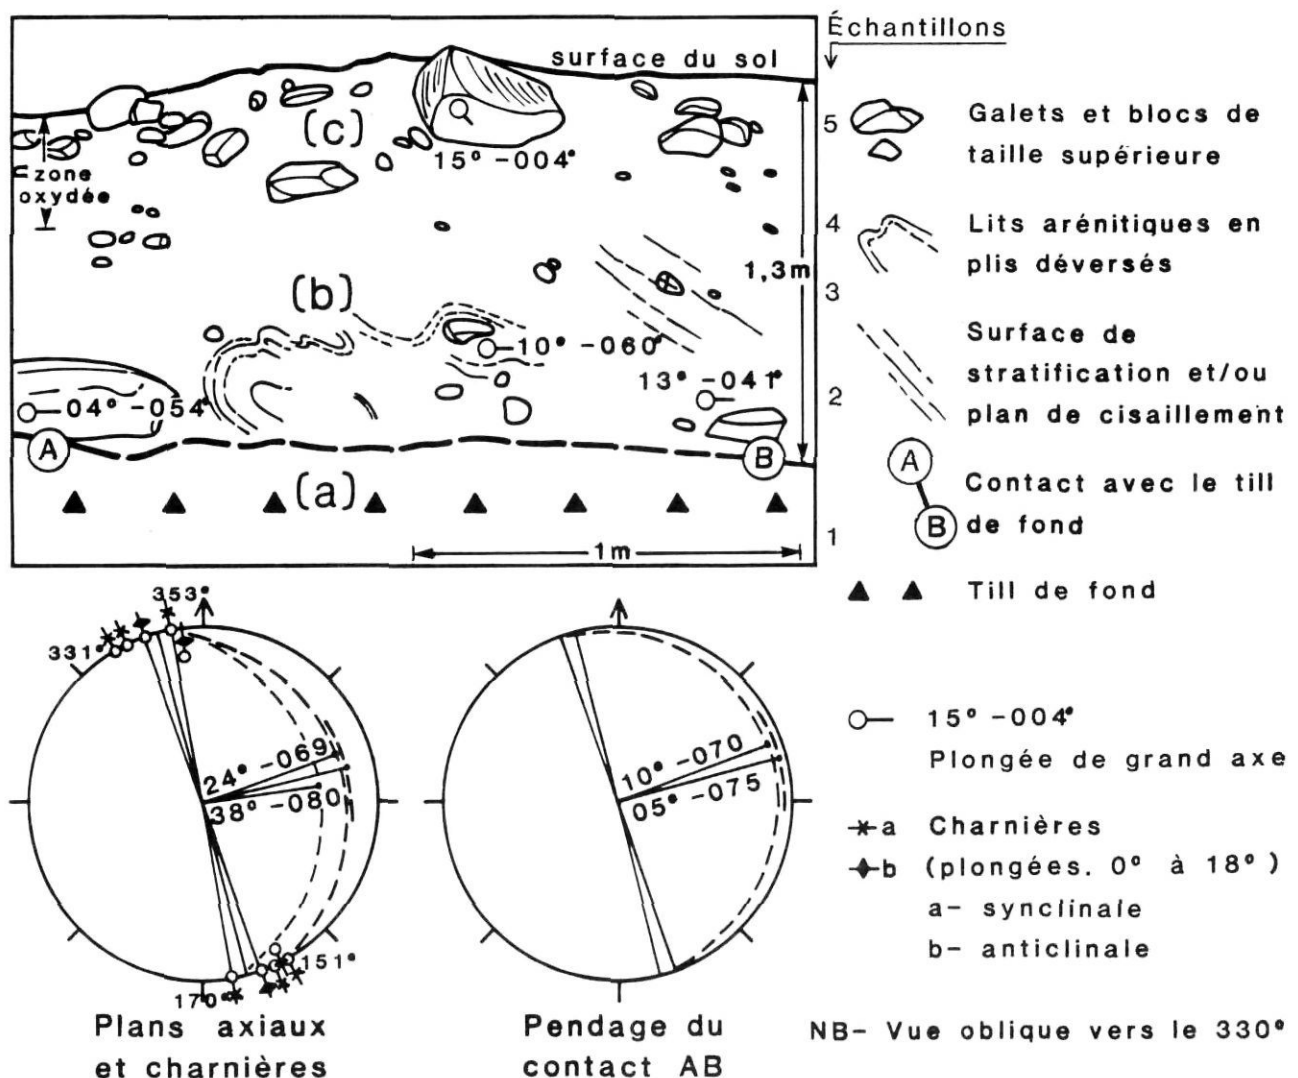 Échantillons
surface du sol
(c)
15° -004°
zone
oxydée
5
4
3
2
1
1,3m
(b)
10° -060°
13° -041°
04° -054°
A
B
(a)
1m
Galets et blocs de
taille supérieure
Lits arénitiques en
plis déversés
Surface de
stratification et/ou
plan de cisaillement
A
B
Contact avec le till
de fond
Till de fond
353°
331°
24° -069
38° -080
151°
170°
Plans axiaux
et charnières
10° -070
05° -075
Pendage du
contact AB
15° -004°
Plongée de grand axe
a Charnières
b (plongées. 0° à 18°)
a- synclinale
b- anticlinale
NB- Vue oblique vers le 330°